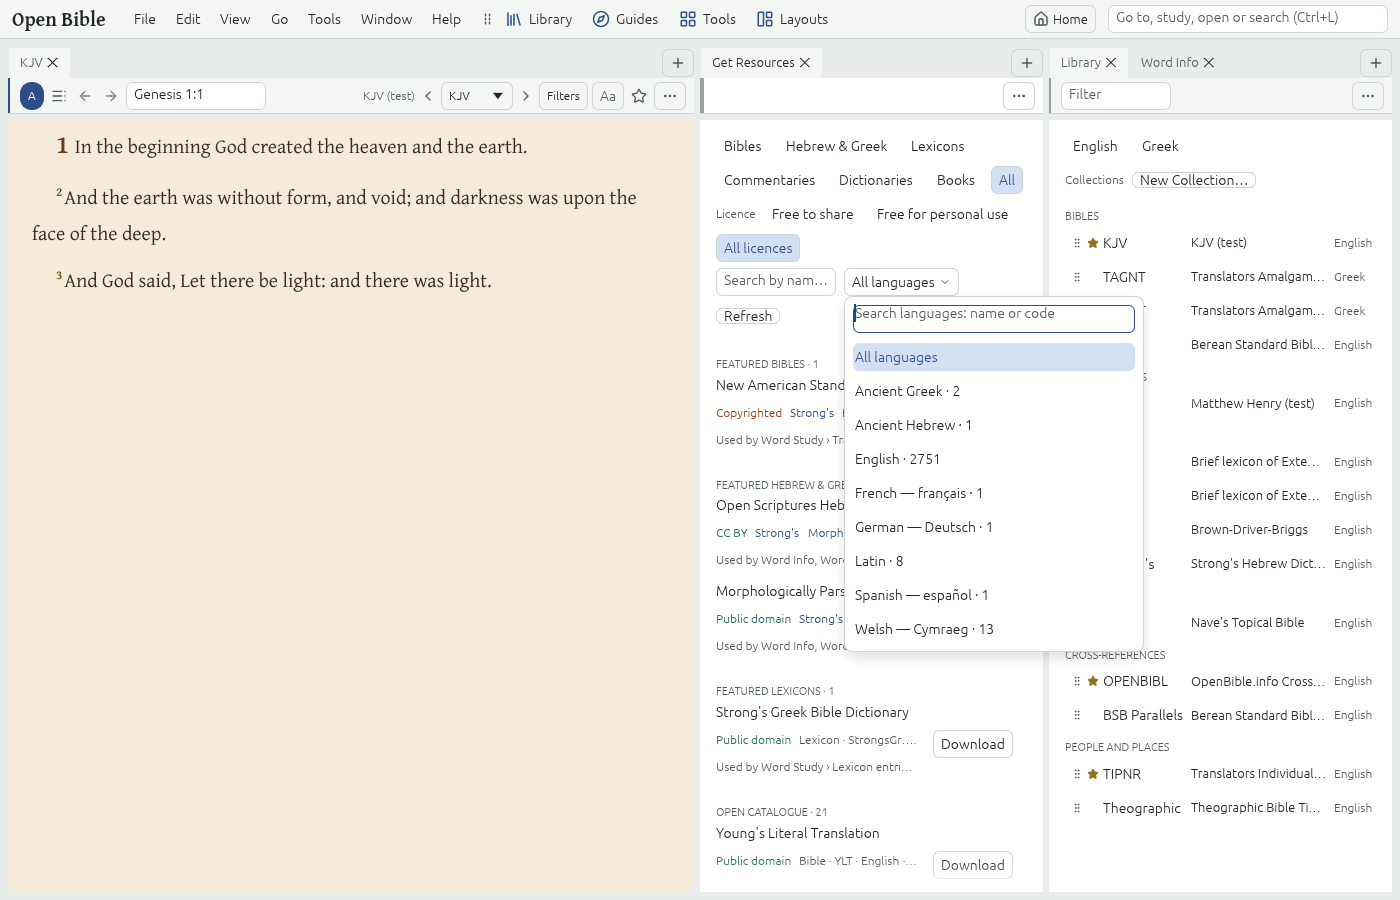 Open Bible File Edit View Go Tools Window Help Library Guides Tools Layouts Home Go to, study, open or search (Ctrl+L)
KJV
A Genesis 1:1 KJV (test) KJV Filters Aa
1 In the beginning God created the heaven and the earth.
2 And the earth was without form, and void; and darkness was upon the
face of the deep.
3 And God said, Let there be light: and there was light.
Get Resources
Bibles Hebrew & Greek Lexicons
Commentaries Dictionaries Books All
Licence Free to share Free for personal use
All licences
Search by nam... All languages
Refresh
Search languages: name or code
All languages
Ancient Greek · 2
Ancient Hebrew · 1
English · 2751
French — français · 1
German — Deutsch · 1
Latin · 8
Spanish — español · 1
Welsh — Cymraeg · 13
FEATURED BIBLES · 1
New American Stand
Copyrighted Strong's
Used by Word Study › Tr
FEATURED HEBREW & GRE
Open Scriptures Heb
CC BY Strong's Morph
Used by Word Info, Wor
Morphologically Pars
Public domain Strong's
Used by Word Info, Wor
FEATURED LEXICONS · 1
Strong's Greek Bible Dictionary
Public domain Lexicon · StrongsGr.... Download
Used by Word Study › Lexicon entri...
OPEN CATALOGUE · 21
Young's Literal Translation
Public domain Bible · YLT · English ·... Download
Library Word Info
Filter
English Greek
Collections New Collection...
BIBLES
KJV KJV (test) English
TAGNT Translators Amalgam... Greek
Translators Amalgam... Greek
Berean Standard Bibl... English
S
Matthew Henry (test) English
Brief lexicon of Exte... English
Brief lexicon of Exte... English
Brown-Driver-Briggs English
's Strong's Hebrew Dict... English
Nave's Topical Bible English
CROSS-REFERENCES
OPENBIBL OpenBible.info Cross... English
BSB Parallels Berean Standard Bibl... English
PEOPLE AND PLACES
TIPNR Translators Individual... English
Theographic Theographic Bible Ti... English